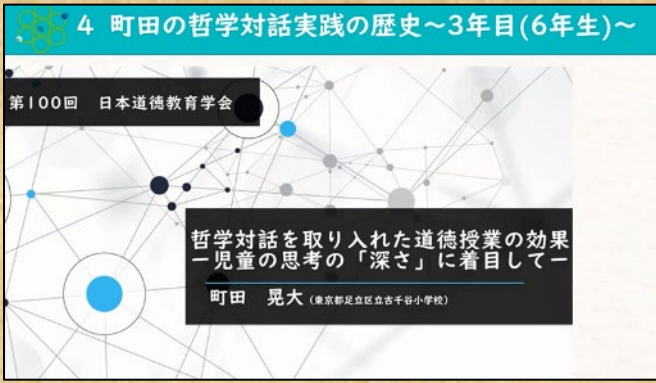 4 町田の哲学対話実践の歴史～3年目(6年生)～
第100回 日本道徳教育学会
哲学対話を取り入れた道徳授業の効果
ー児童の思考の「深さ」に着目してー
町田 晃大(東京都足立区立古千谷小学校)